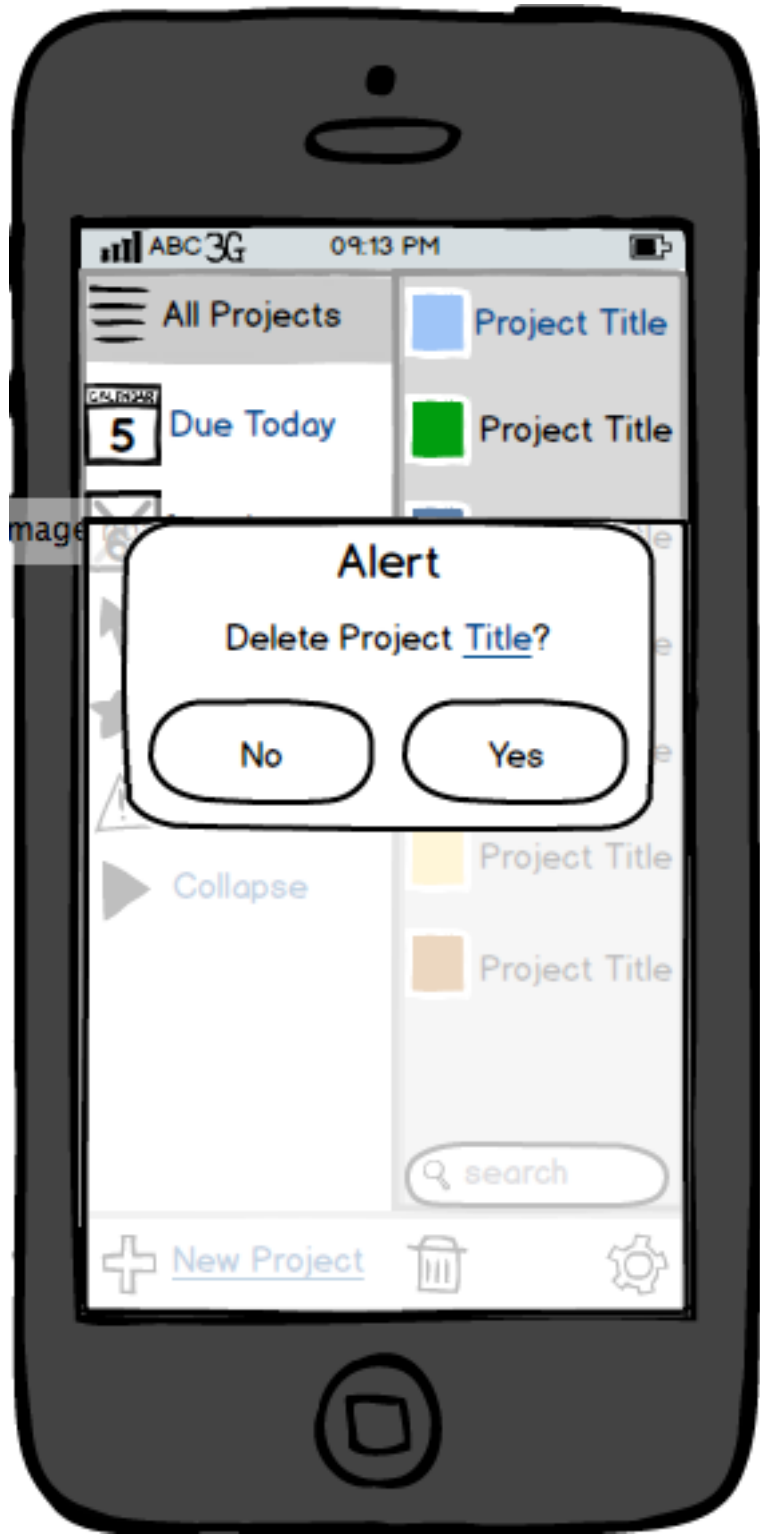 ABC 3G 09:13 PM
All Projects
Project Title
CALENDAR
5
Due Today
Project Title
mage
le
Alert
Delete Project Title?
e
No
Yes
e
Project Title
Collapse
Project Title
search
New Project